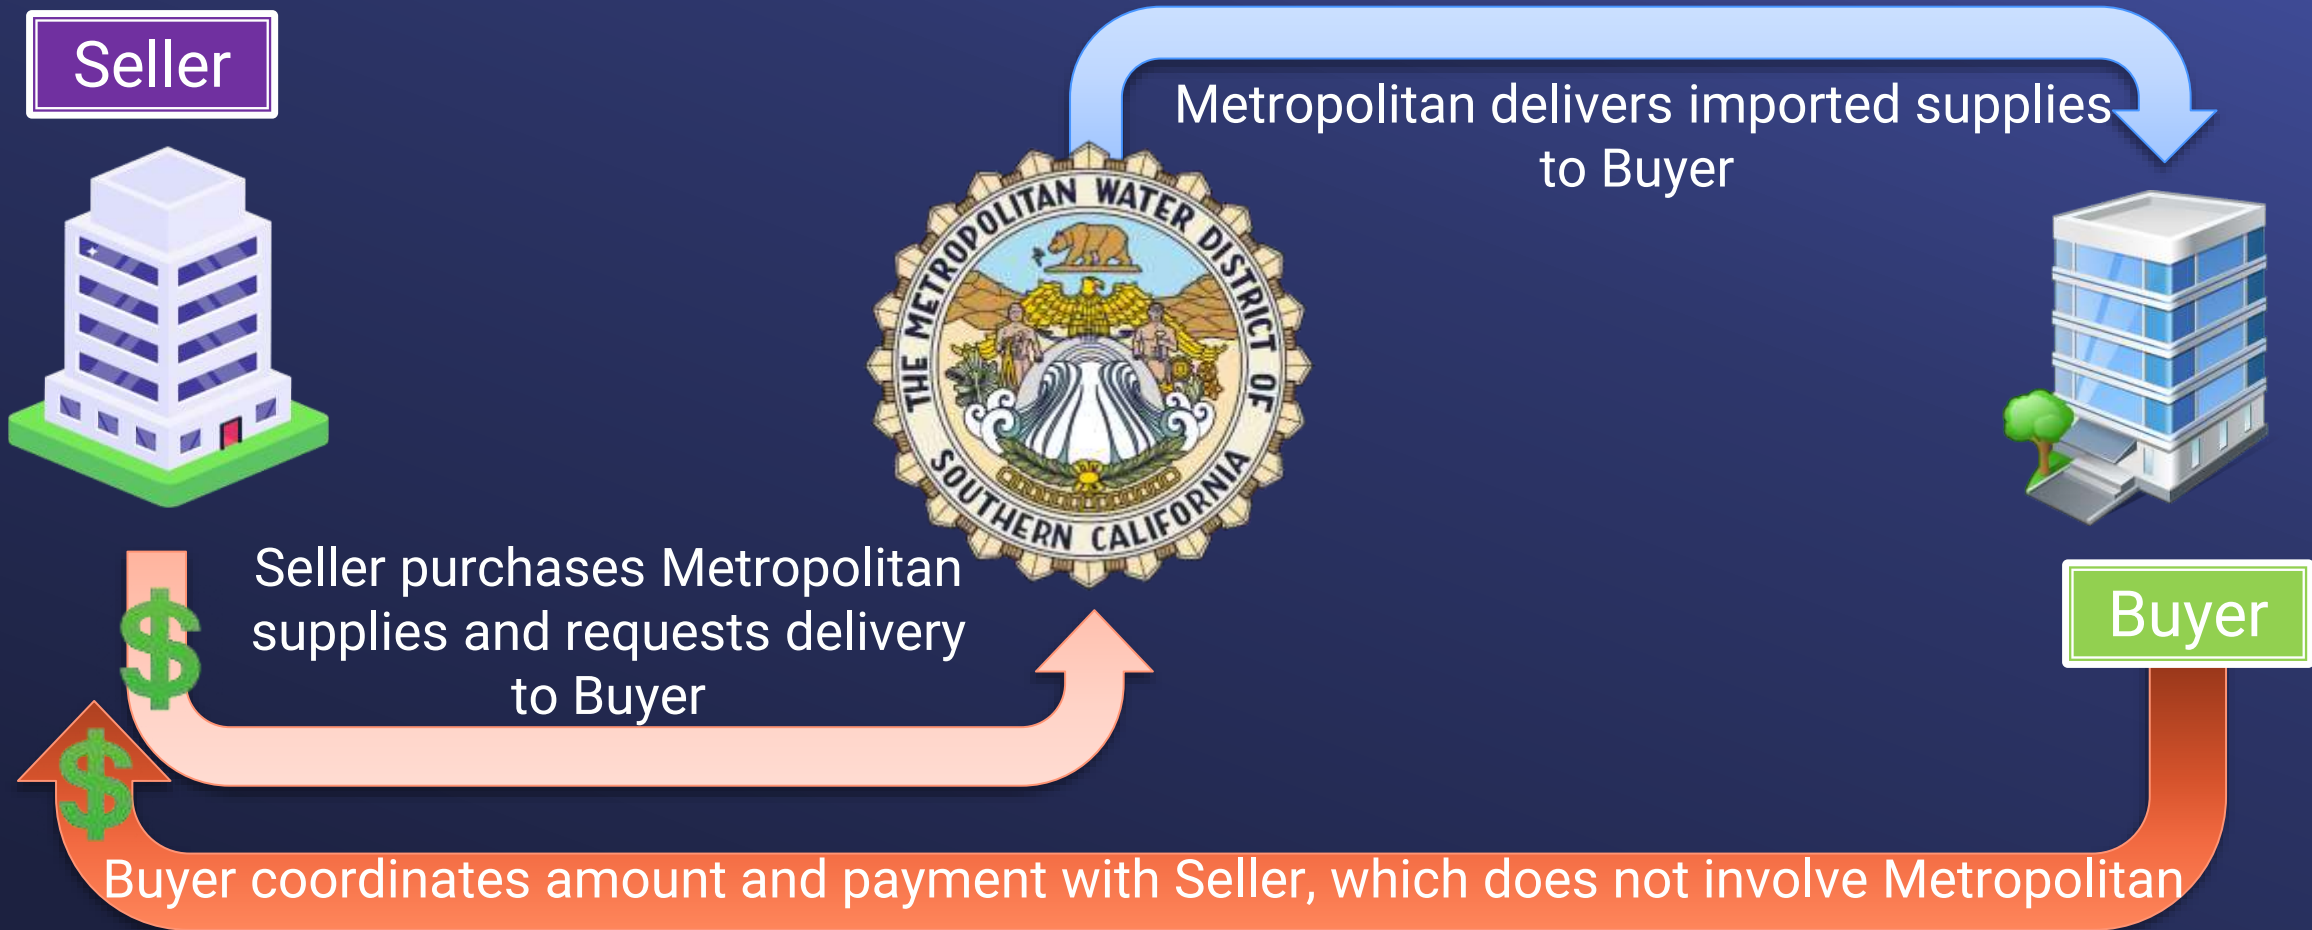 Seller
Metropolitan delivers imported supplies
to Buyer
THE METROPOLITAN WATER DISTRICT OF
SOUTHERN CALIFORNIA
Seller purchases Metropolitan
supplies and requests delivery
to Buyer
Buyer
$
$
Buyer coordinates amount and payment with Seller, which does not involve Metropolitan